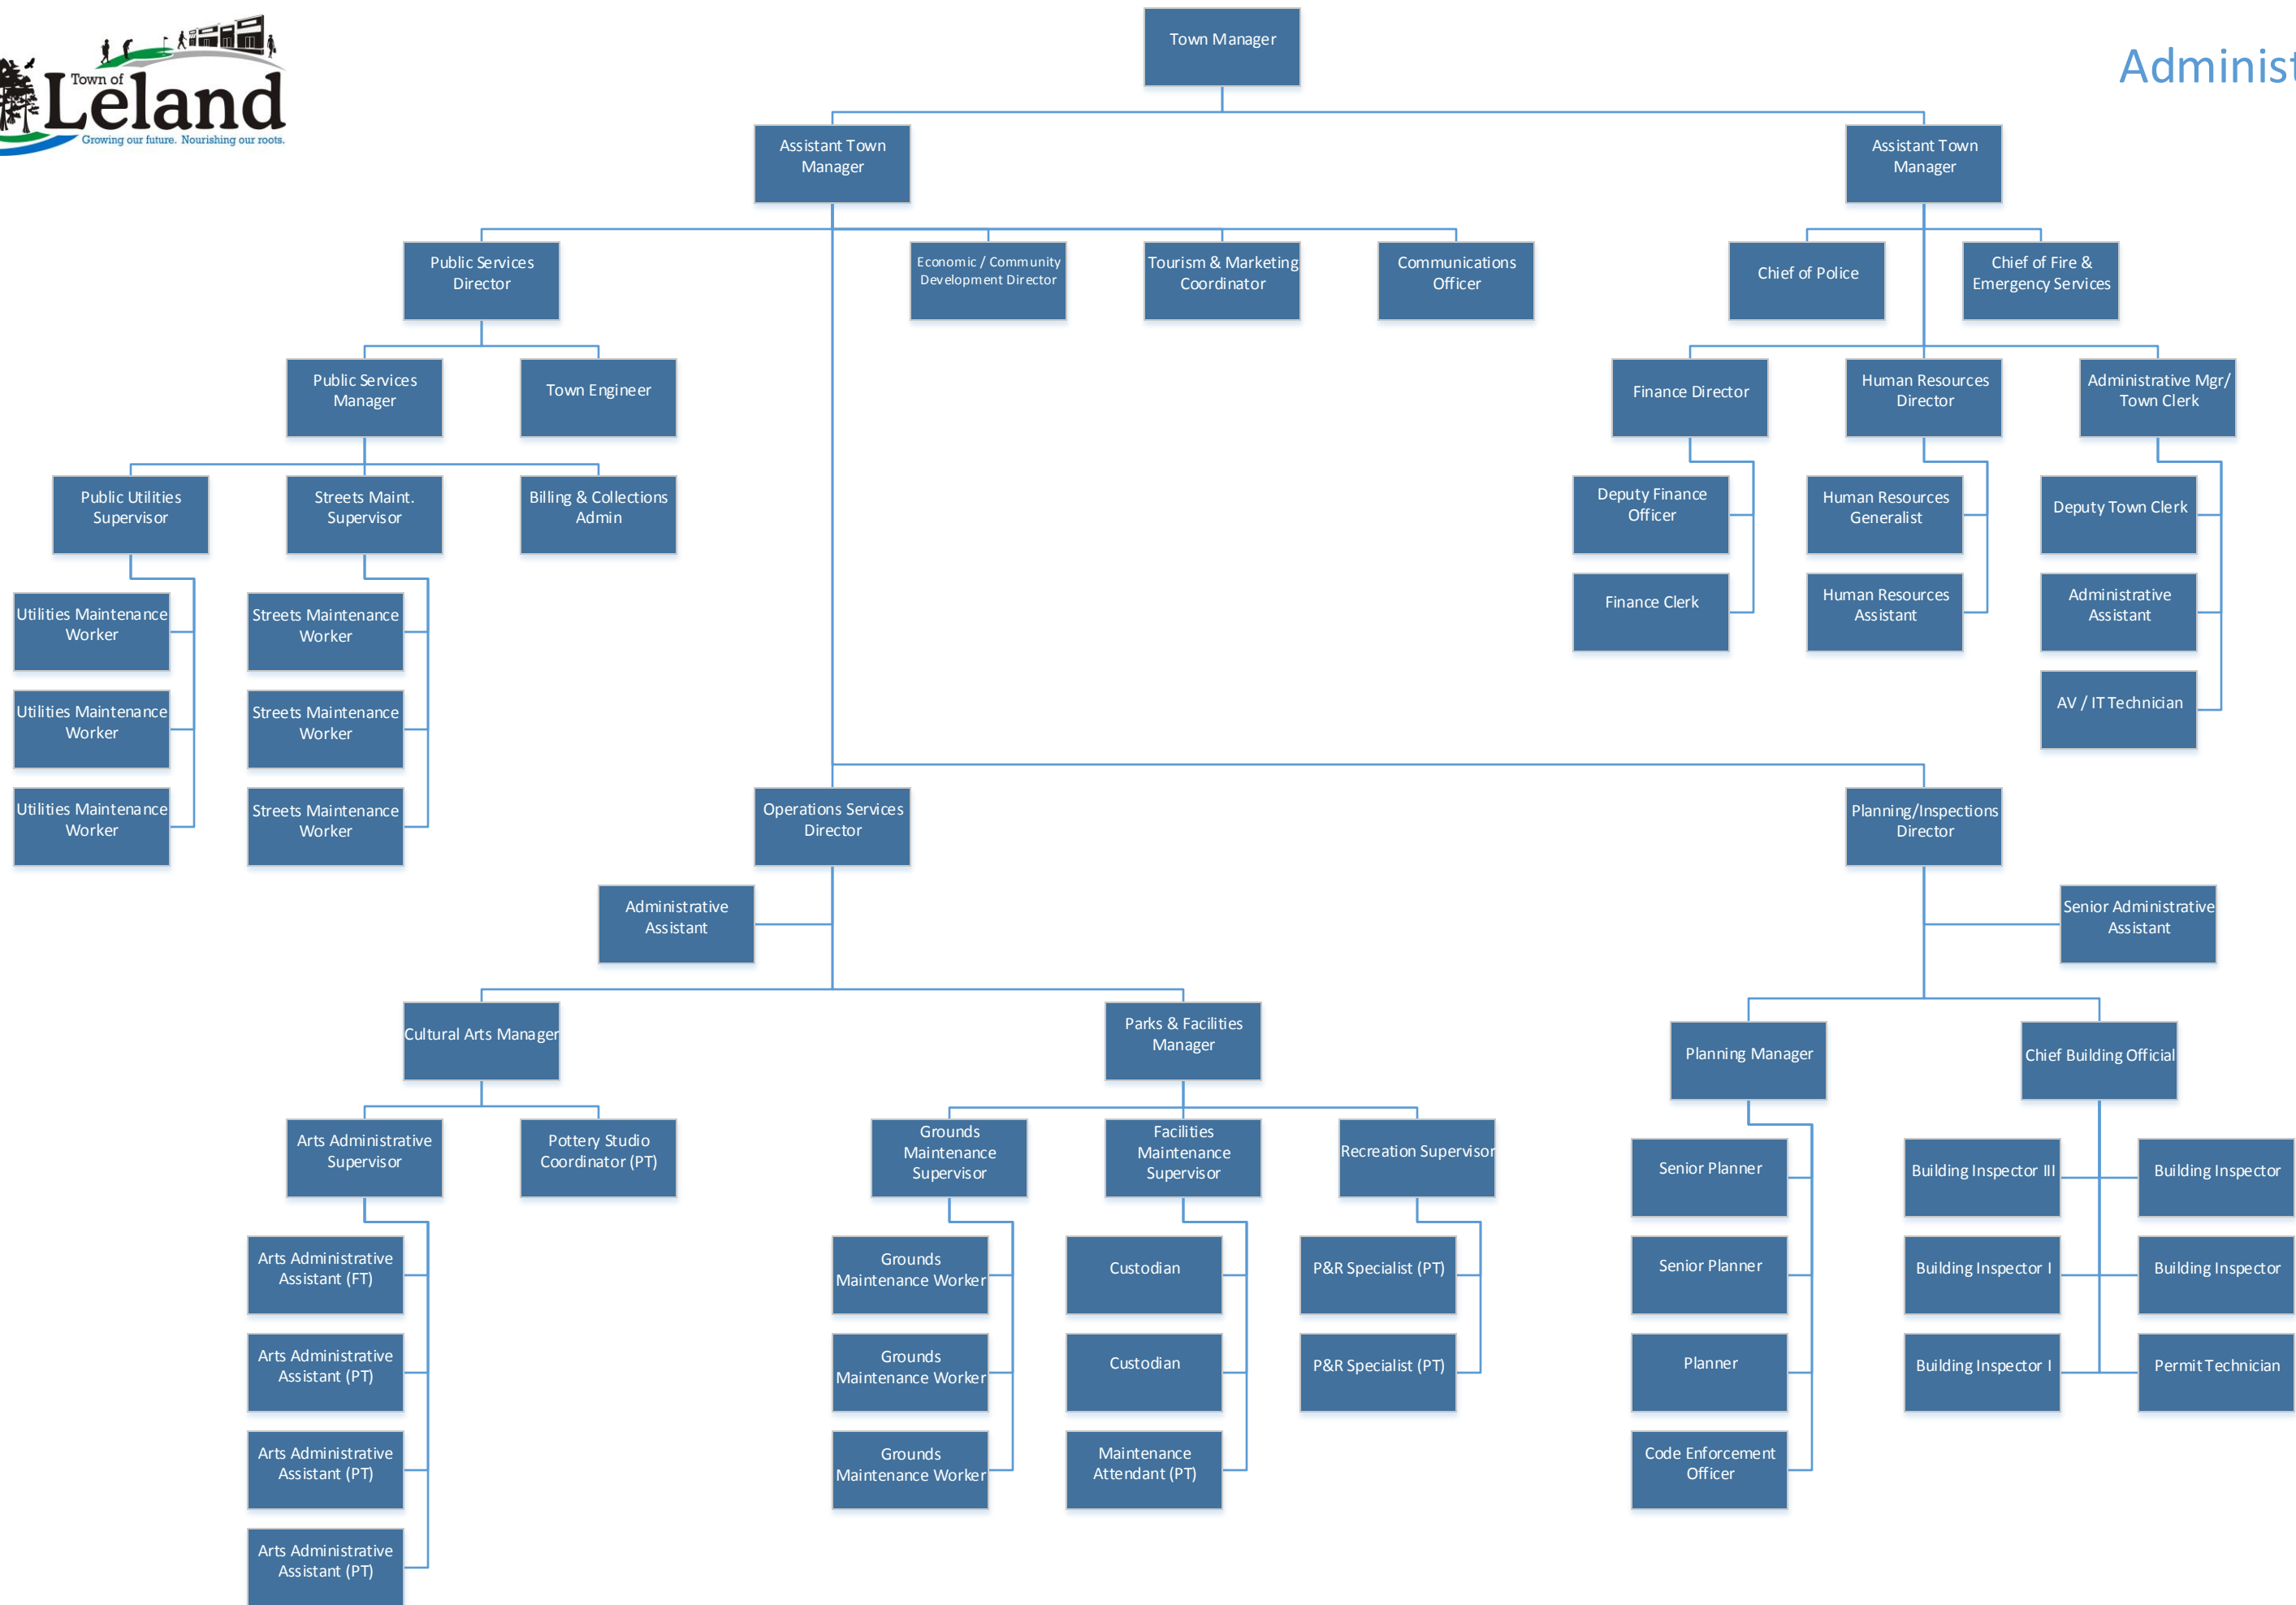 Town of
Leland
Growing our future. Nourishing our roots.
Town Manager
Assistant Town
Manager
Assistant Town
Manager
Public Services
Director
Economic / Community
Development Director
Tourism & Marketing
Coordinator
Communications
Officer
Chief of Police
Chief of Fire &
Emergency Services
Public Services
Manager
Town Engineer
Finance Director
Human Resources
Director
Administrative Mgr/
Town Clerk
Public Utilities
Supervisor
Streets Maint.
Supervisor
Billing & Collections
Admin
Deputy Finance
Officer
Human Resources
Generalist
Deputy Town Clerk
Utilities Maintenance
Worker
Streets Maintenance
Worker
Finance Clerk
Human Resources
Assistant
Administrative
Assistant
Utilities Maintenance
Worker
Streets Maintenance
Worker
AV / IT Technician
Utilities Maintenance
Worker
Streets Maintenance
Worker
Operations Services
Director
Planning/Inspections
Director
Administrative
Assistant
Senior Administrative
Assistant
Cultural Arts Manager
Parks & Facilities
Manager
Planning Manager
Chief Building Official
Arts Administrative
Supervisor
Pottery Studio
Coordinator (PT)
Grounds
Maintenance
Supervisor
Facilities
Maintenance
Supervisor
Recreation Supervisor
Senior Planner
Building Inspector III
Building Inspector
Arts Administrative
Assistant (FT)
Grounds
Maintenance Worker
Custodian
P&R Specialist (PT)
Senior Planner
Building Inspector I
Building Inspector
Arts Administrative
Assistant (PT)
Grounds
Maintenance Worker
Custodian
P&R Specialist (PT)
Planner
Building Inspector I
Permit Technician
Arts Administrative
Assistant (PT)
Grounds
Maintenance Worker
Maintenance
Attendant (PT)
Code Enforcement
Officer
Arts Administrative
Assistant (PT)